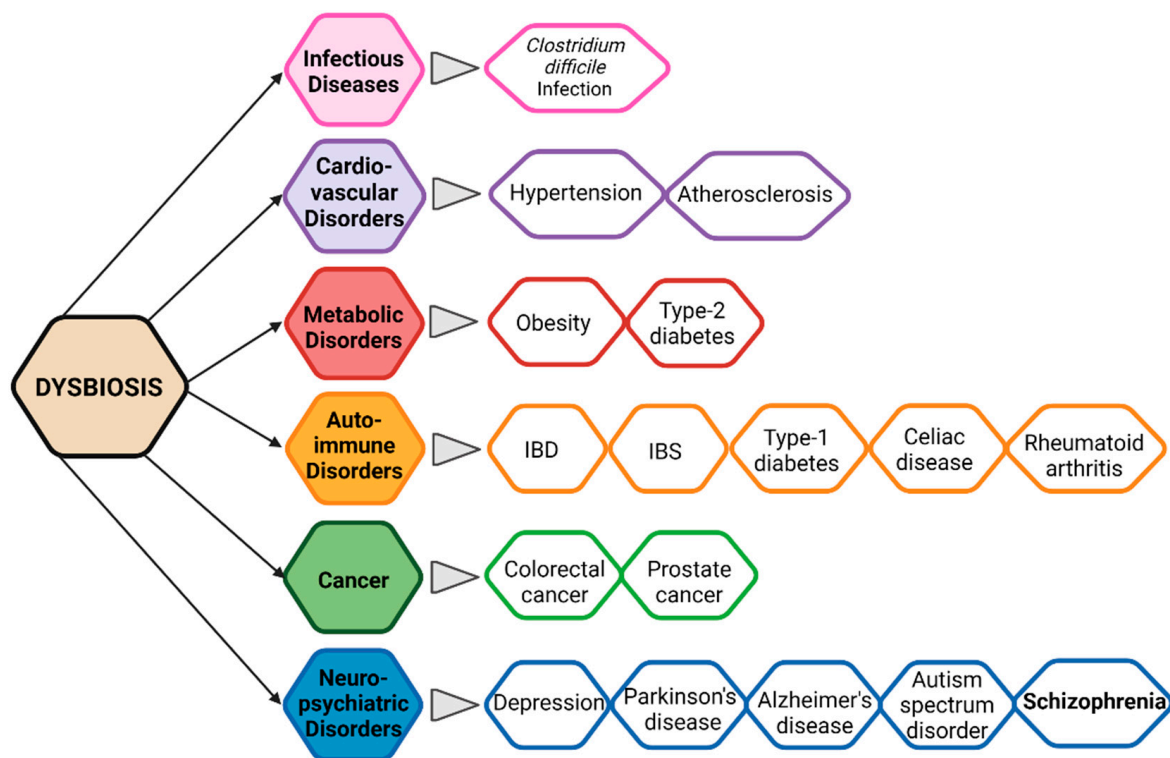 Infectious
Diseases
Clostridium
difficile
Infection
Cardio-
vascular
Disorders
Hypertension
Atherosclerosis
Metabolic
Disorders
Obesity
Type-2
diabetes
DYSBIOSIS
Auto-
immune
Disorders
IBD
IBS
Type-1
diabetes
Celiac
disease
Rheumatoid
arthritis
Cancer
Colorectal
cancer
Prostate
cancer
Neuro-
psychiatric
Disorders
Depression
Parkinson's
disease
Alzheimer's
disease
Autism
spectrum
disorder
Schizophrenia